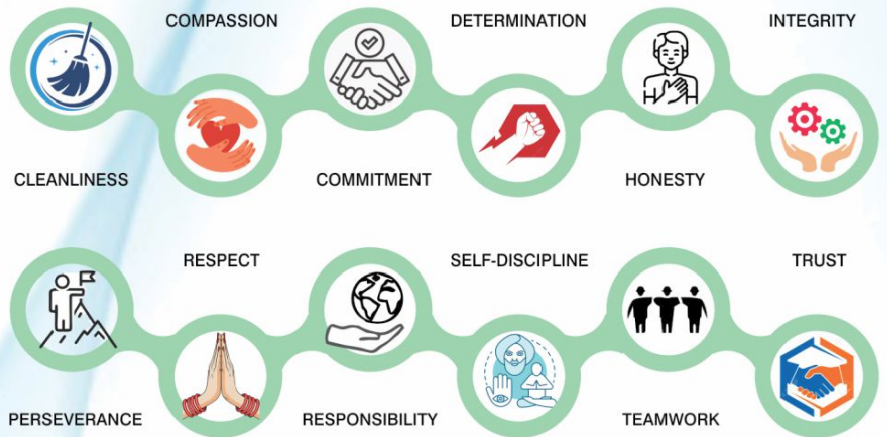 COMPASSION DETERMINATION INTEGRITY
CLEANLINESS COMMITMENT HONESTY
RESPECT SELF-DISCIPLINE TRUST
PERSEVERANCE RESPONSIBILITY TEAMWORK